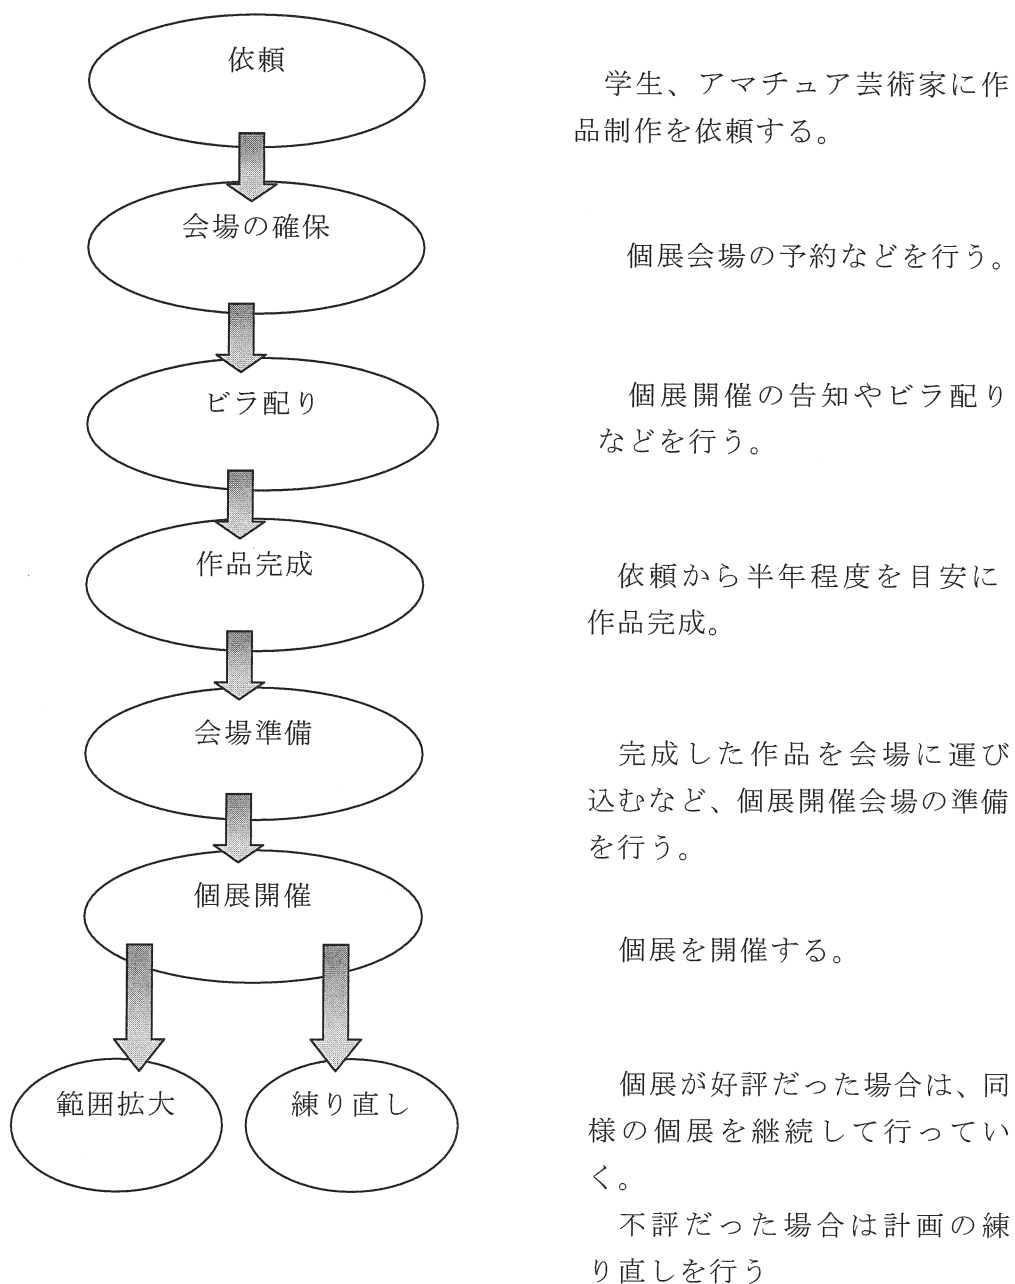 依頼
学生、アマチュア芸術家に作
品制作を依頼する。
会場の確保
個展会場の予約などを行う。
ビラ配り
個展開催の告知やビラ配り
などを行う。
作品完成
依頼から半年程度を目安に
作品完成。
会場準備
完成した作品を会場に運び
込むなど、個展開催会場の準備
を行う。
個展開催
個展を開催する。
範囲拡大
練り直し
個展が好評だった場合は、同
様の個展を継続して行ってい
く。
不評だった場合は計画の練
り直しを行う